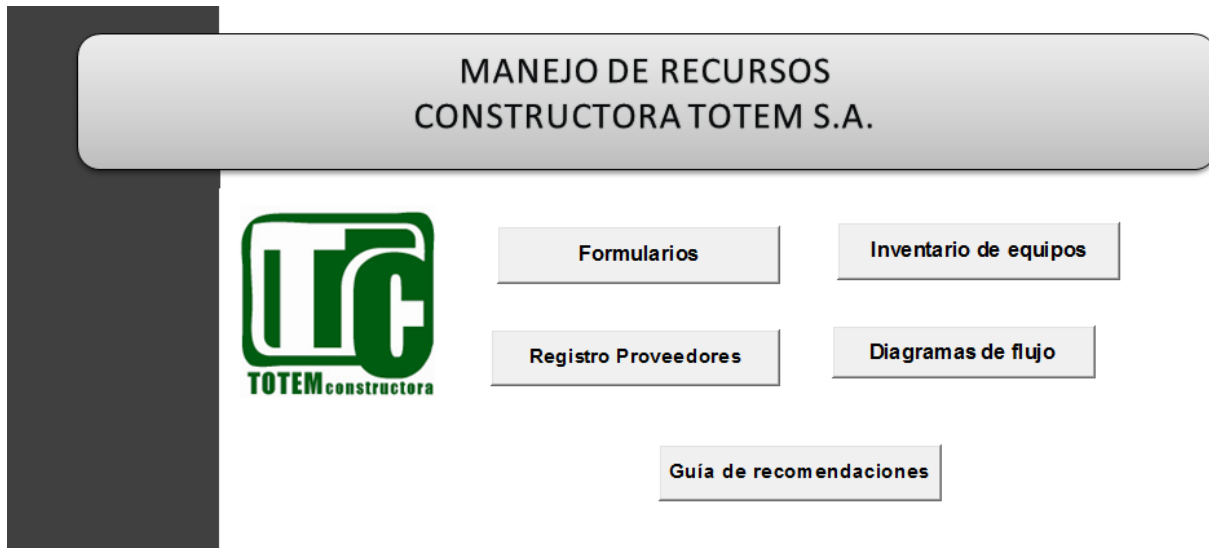 MANEJO DE RECURSOS
CONSTRUCTORA TOTEM S.A.
TC
TOTEMconstructora
Formularios
Inventario de equipos
Registro Proveedores
Diagramas de flujo
Guía de recomendaciones